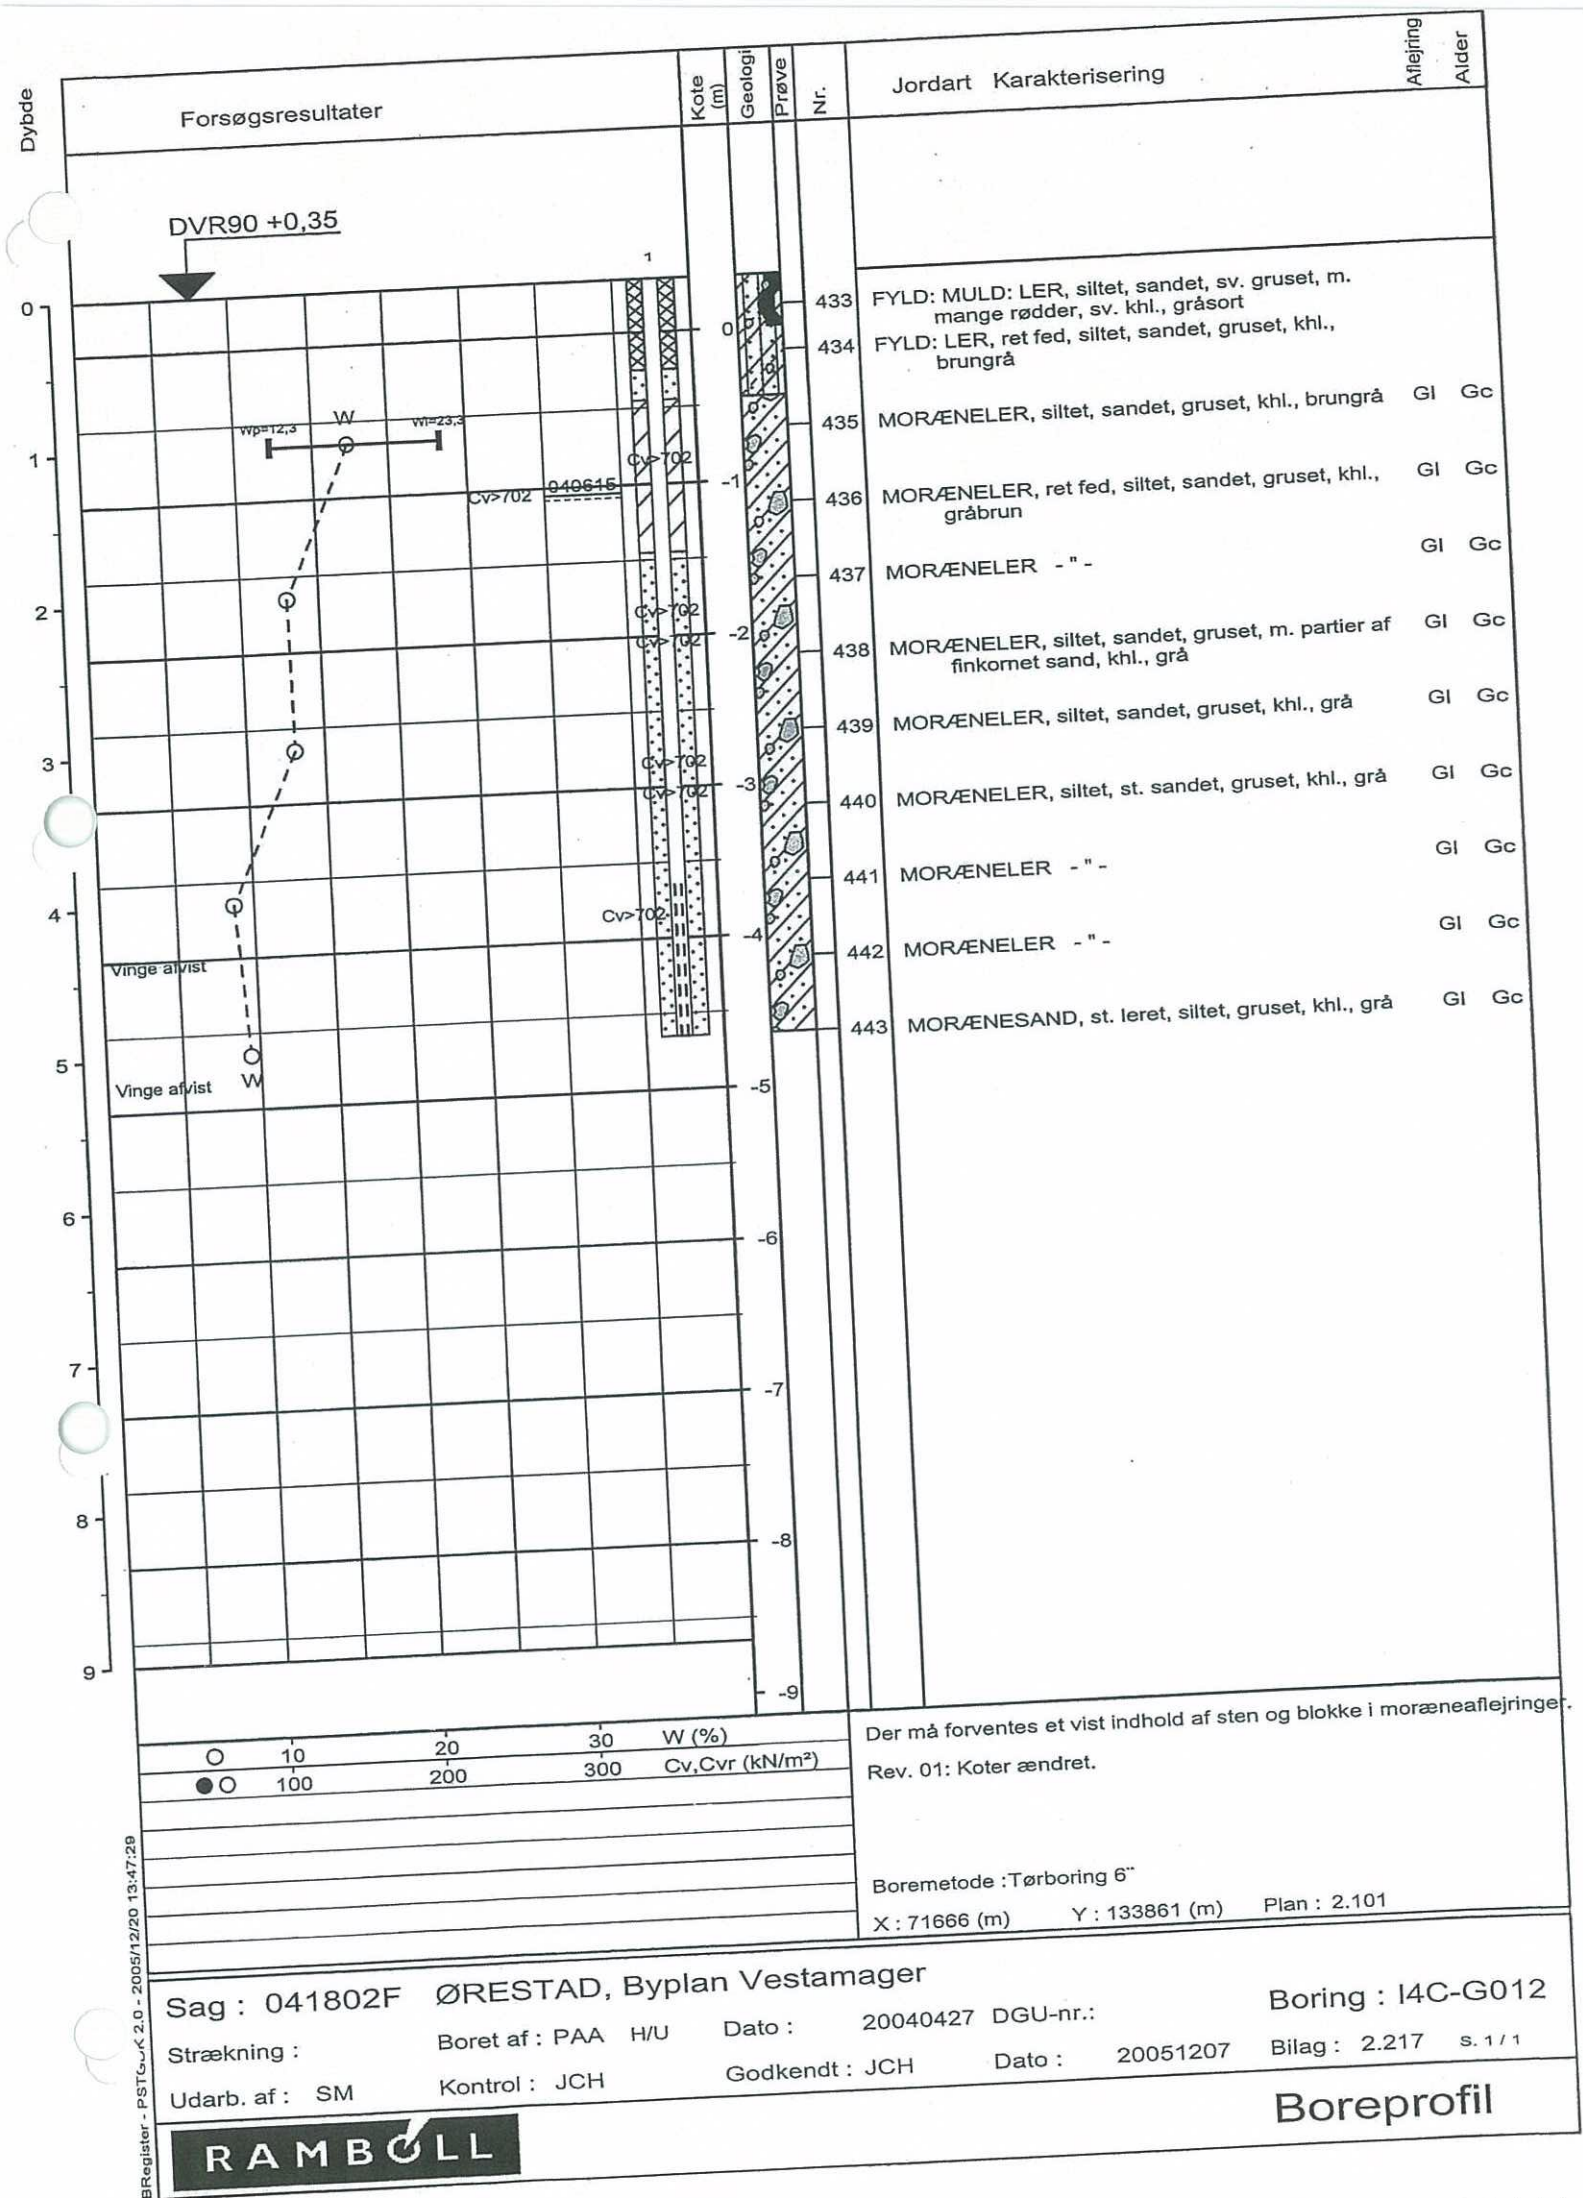 Dybde
Forsøgsresultater
Kote (m)
Geologi
Prøve
Nr.
Jordart Karakterisering
Aflejring
Alder
DVR90 +0,35
1
0
0
433 FYLD: MULD: LER, siltet, sandet, sv. gruset, m.
mange rødder, sv. khl., gråsort
434 FYLD: LER, ret fed, siltet, sandet, gruset, khl.,
brungrå
Wp=12,3 W Wl=23,3
435 MORÆNELER, siltet, sandet, gruset, khl., brungrå Gl Gc
1
Cv>702
Cv>702 040615
-1
436 MORÆNELER, ret fed, siltet, sandet, gruset, khl., Gl Gc
gråbrun
437 MORÆNELER - " - Gl Gc
2
Cv>702
Cv>702
-2
438 MORÆNELER, siltet, sandet, gruset, m. partier af Gl Gc
finkornet sand, khl., grå
439 MORÆNELER, siltet, sandet, gruset, khl., grå Gl Gc
3
Cv>702
Cv>702
-3
440 MORÆNELER, siltet, st. sandet, gruset, khl., grå Gl Gc
441 MORÆNELER - " - Gl Gc
4
Cv>702
-4
442 MORÆNELER - " - Gl Gc
Vinge afvist
443 MORÆNESAND, st. leret, siltet, gruset, khl., grå Gl Gc
5
W
Vinge afvist
-5
6
-6
7
-7
8
-8
9
-9
10 20 30 W (%)
100 200 300 Cv,Cvr (kN/m²)
Der må forventes et vist indhold af sten og blokke i moræneaflejringer.
Rev. 01: Koter ændret.
Boremetode :Tørboring 6"
X : 71666 (m) Y : 133861 (m) Plan : 2.101
Sag : 041802F ØRESTAD, Byplan Vestamager
Strækning : Boret af : PAA H/U Dato : 20040427 DGU-nr.: Boring : I4C-G012
Udarb. af : SM Kontrol : JCH Godkendt : JCH Dato : 20051207 Bilag : 2.217 S. 1 / 1
RAMBØLL
Boreprofil
2.0 - 2005/12/20 13:47:29